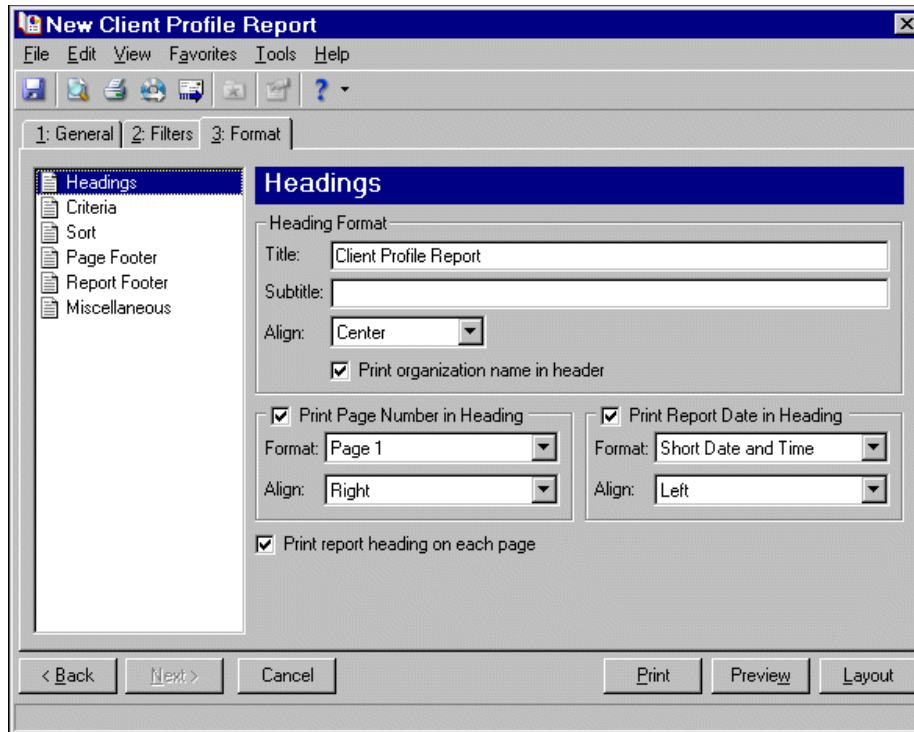 New Client Profile Report
File Edit View Favorites Tools Help
1: General 2: Filters 3: Format
Headings
Criteria
Sort
Page Footer
Report Footer
Miscellaneous
Headings
Heading Format
Title: Client Profile Report
Subtitle:
Align: Center
Print organization name in header
Print Page Number in Heading
Format: Page 1
Align: Right
Print Report Date in Heading
Format: Short Date and Time
Align: Left
Print report heading on each page
< Back Next > Cancel Print Preview Layout